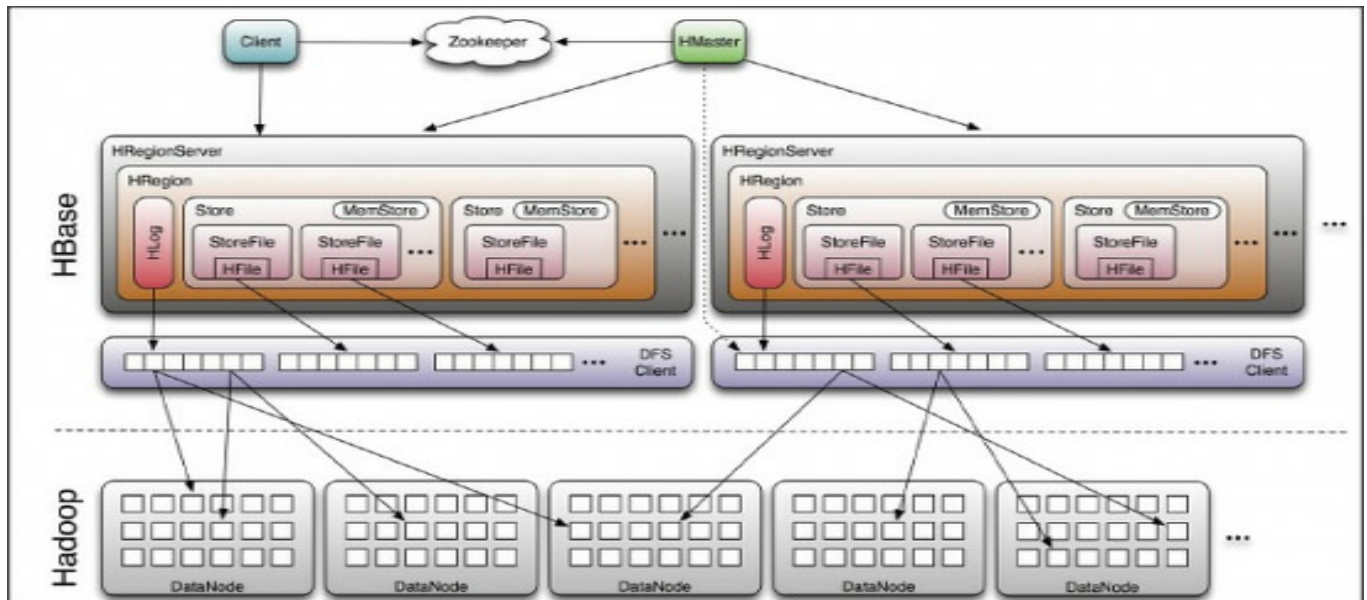 Client
Zookeeper
HMaster
HBase
HRegionServer
HRegion
HLog
Store
MemStore
StoreFile
HFile
StoreFile
HFile
...
Store
MemStore
StoreFile
HFile
...
...
HRegionServer
HRegion
HLog
Store
MemStore
StoreFile
HFile
StoreFile
HFile
...
Store
MemStore
StoreFile
HFile
...
...
...
...
DFS
Client
...
DFS
Client
Hadoop
DataNode
DataNode
DataNode
DataNode
DataNode
...